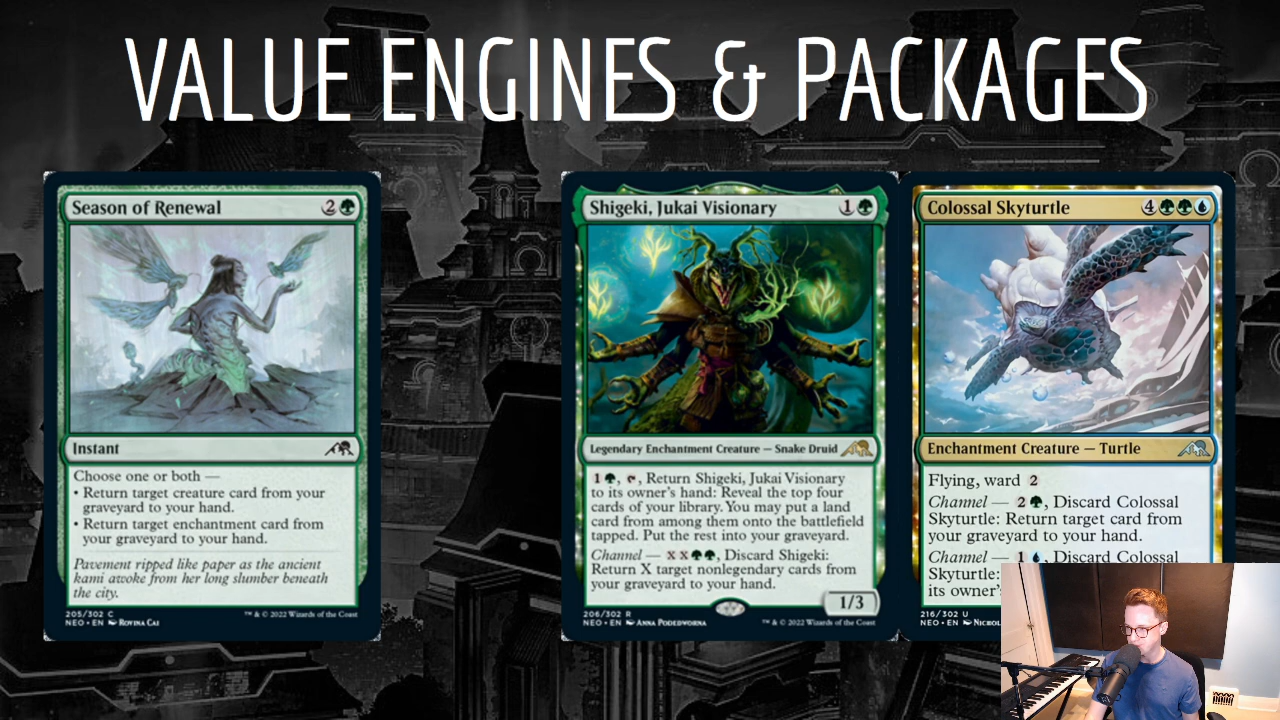 VALUE ENGINES & PACKAGES
Season of Renewal 2
Instant
Choose one or both —
• Return target creature card from your
graveyard to your hand.
• Return target enchantment card from
your graveyard to your hand.
Pavement ripped like paper as the ancient
kami awoke from her long slumber beneath
the city.
205/302 C
NEO • EN Rovina Cai
™ & © 2022 Wizards of the Coast
Shigeki, Jukai Visionary 1
Legendary Enchantment Creature — Snake Druid
1 , , Return Shigeki, Jukai Visionary
to its owner's hand: Reveal the top four
cards of your library. You may put a land
card from among them onto the battlefield
tapped. Put the rest into your graveyard.
Channel — X X , Discard Shigeki:
Return X target nonlegendary cards from
your graveyard to your hand.
1/3
206/302 R
NEO • EN Anna Podedworna
™ & © 2022 Wizards of the Coast
Colossal Skyturtle 4
Enchantment Creature — Turtle
Flying, ward 2
Channel — 2 , Discard Colossal
Skyturtle: Return target card from
your graveyard to your hand.
Channel — 1 , Discard Colossal
Skyturtle:
its owner's
216/302 U
NEO • EN